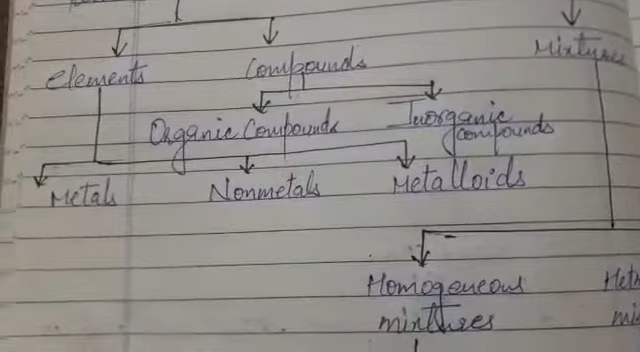 Elements Compounds Mixtures
Organic Compounds Inorganic
compounds
Metals Nonmetals Metalloids
Homogeneous
mixtures